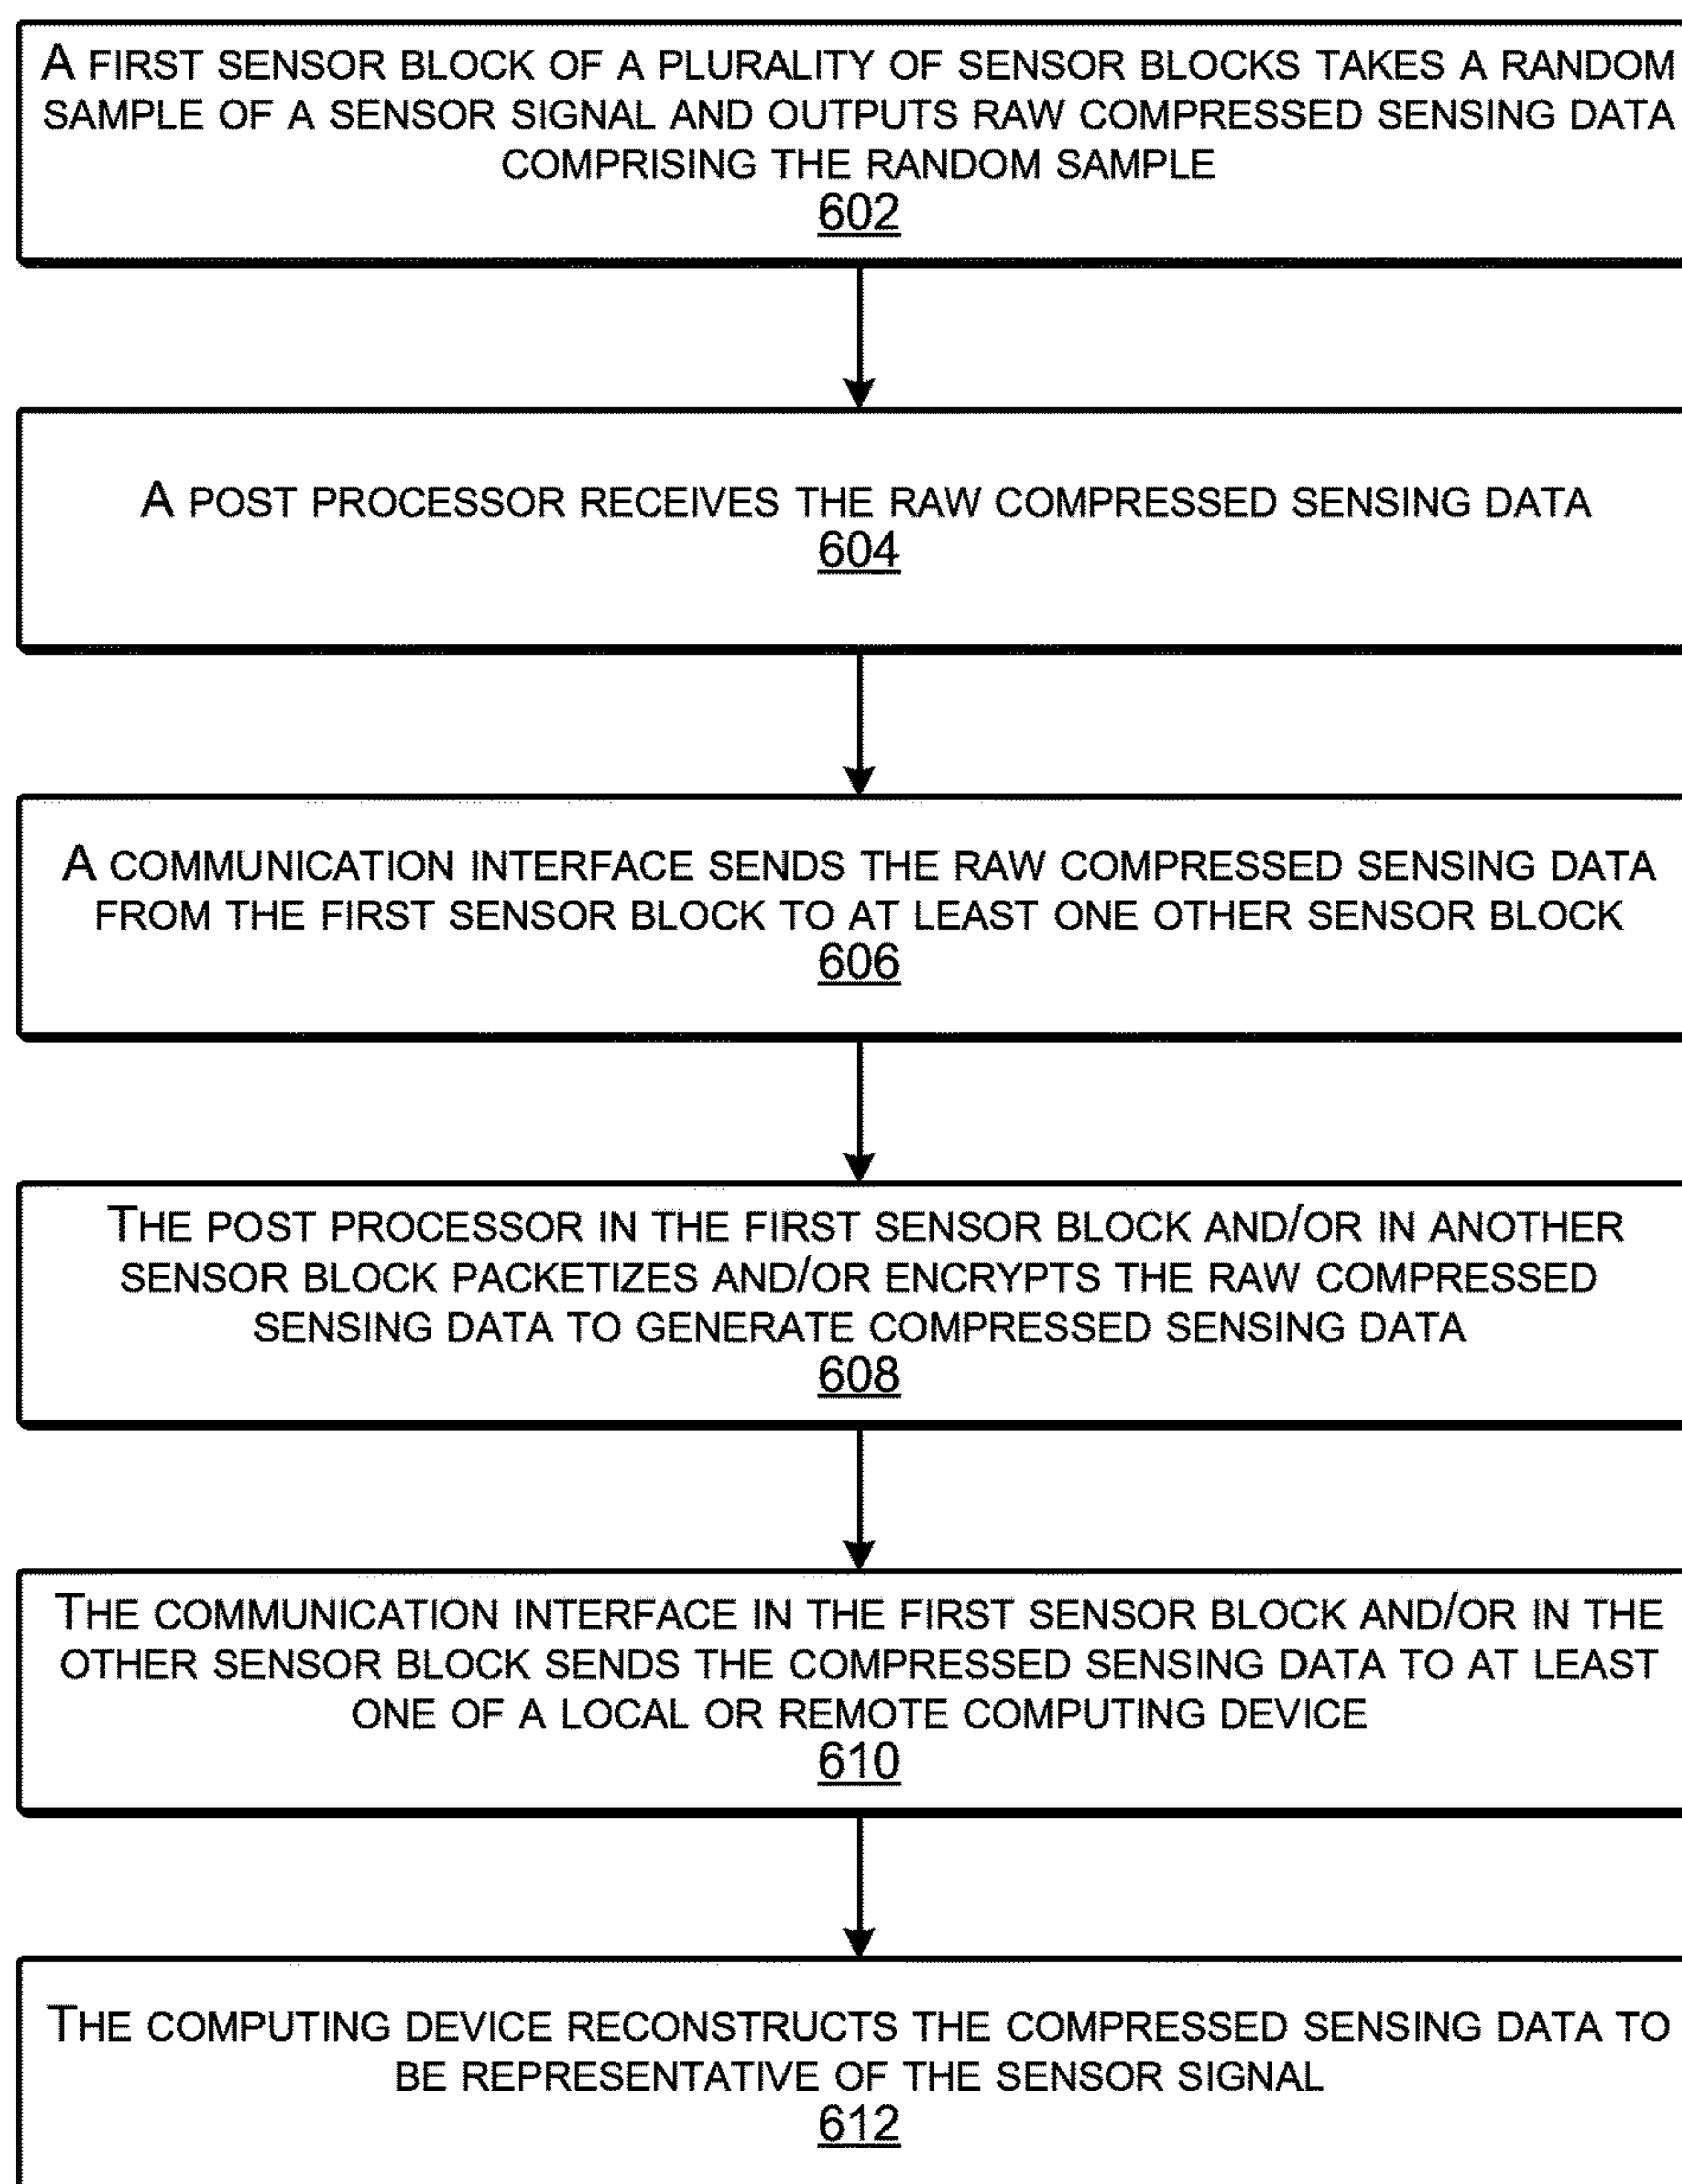 A FIRST SENSOR BLOCK OF A PLURALITY OF SENSOR BLOCKS TAKES A RANDOM
SAMPLE OF A SENSOR SIGNAL AND OUTPUTS RAW COMPRESSED SENSING DATA
COMPRISING THE RANDOM SAMPLE
602
A POST PROCESSOR RECEIVES THE RAW COMPRESSED SENSING DATA
604
A COMMUNICATION INTERFACE SENDS THE RAW COMPRESSED SENSING DATA
FROM THE FIRST SENSOR BLOCK TO AT LEAST ONE OTHER SENSOR BLOCK
606
THE POST PROCESSOR IN THE FIRST SENSOR BLOCK AND/OR IN ANOTHER
SENSOR BLOCK PACKETIZES AND/OR ENCRYPTS THE RAW COMPRESSED
SENSING DATA TO GENERATE COMPRESSED SENSING DATA
608
THE COMMUNICATION INTERFACE IN THE FIRST SENSOR BLOCK AND/OR IN THE
OTHER SENSOR BLOCK SENDS THE COMPRESSED SENSING DATA TO AT LEAST
ONE OF A LOCAL OR REMOTE COMPUTING DEVICE
610
THE COMPUTING DEVICE RECONSTRUCTS THE COMPRESSED SENSING DATA TO
BE REPRESENTATIVE OF THE SENSOR SIGNAL
612